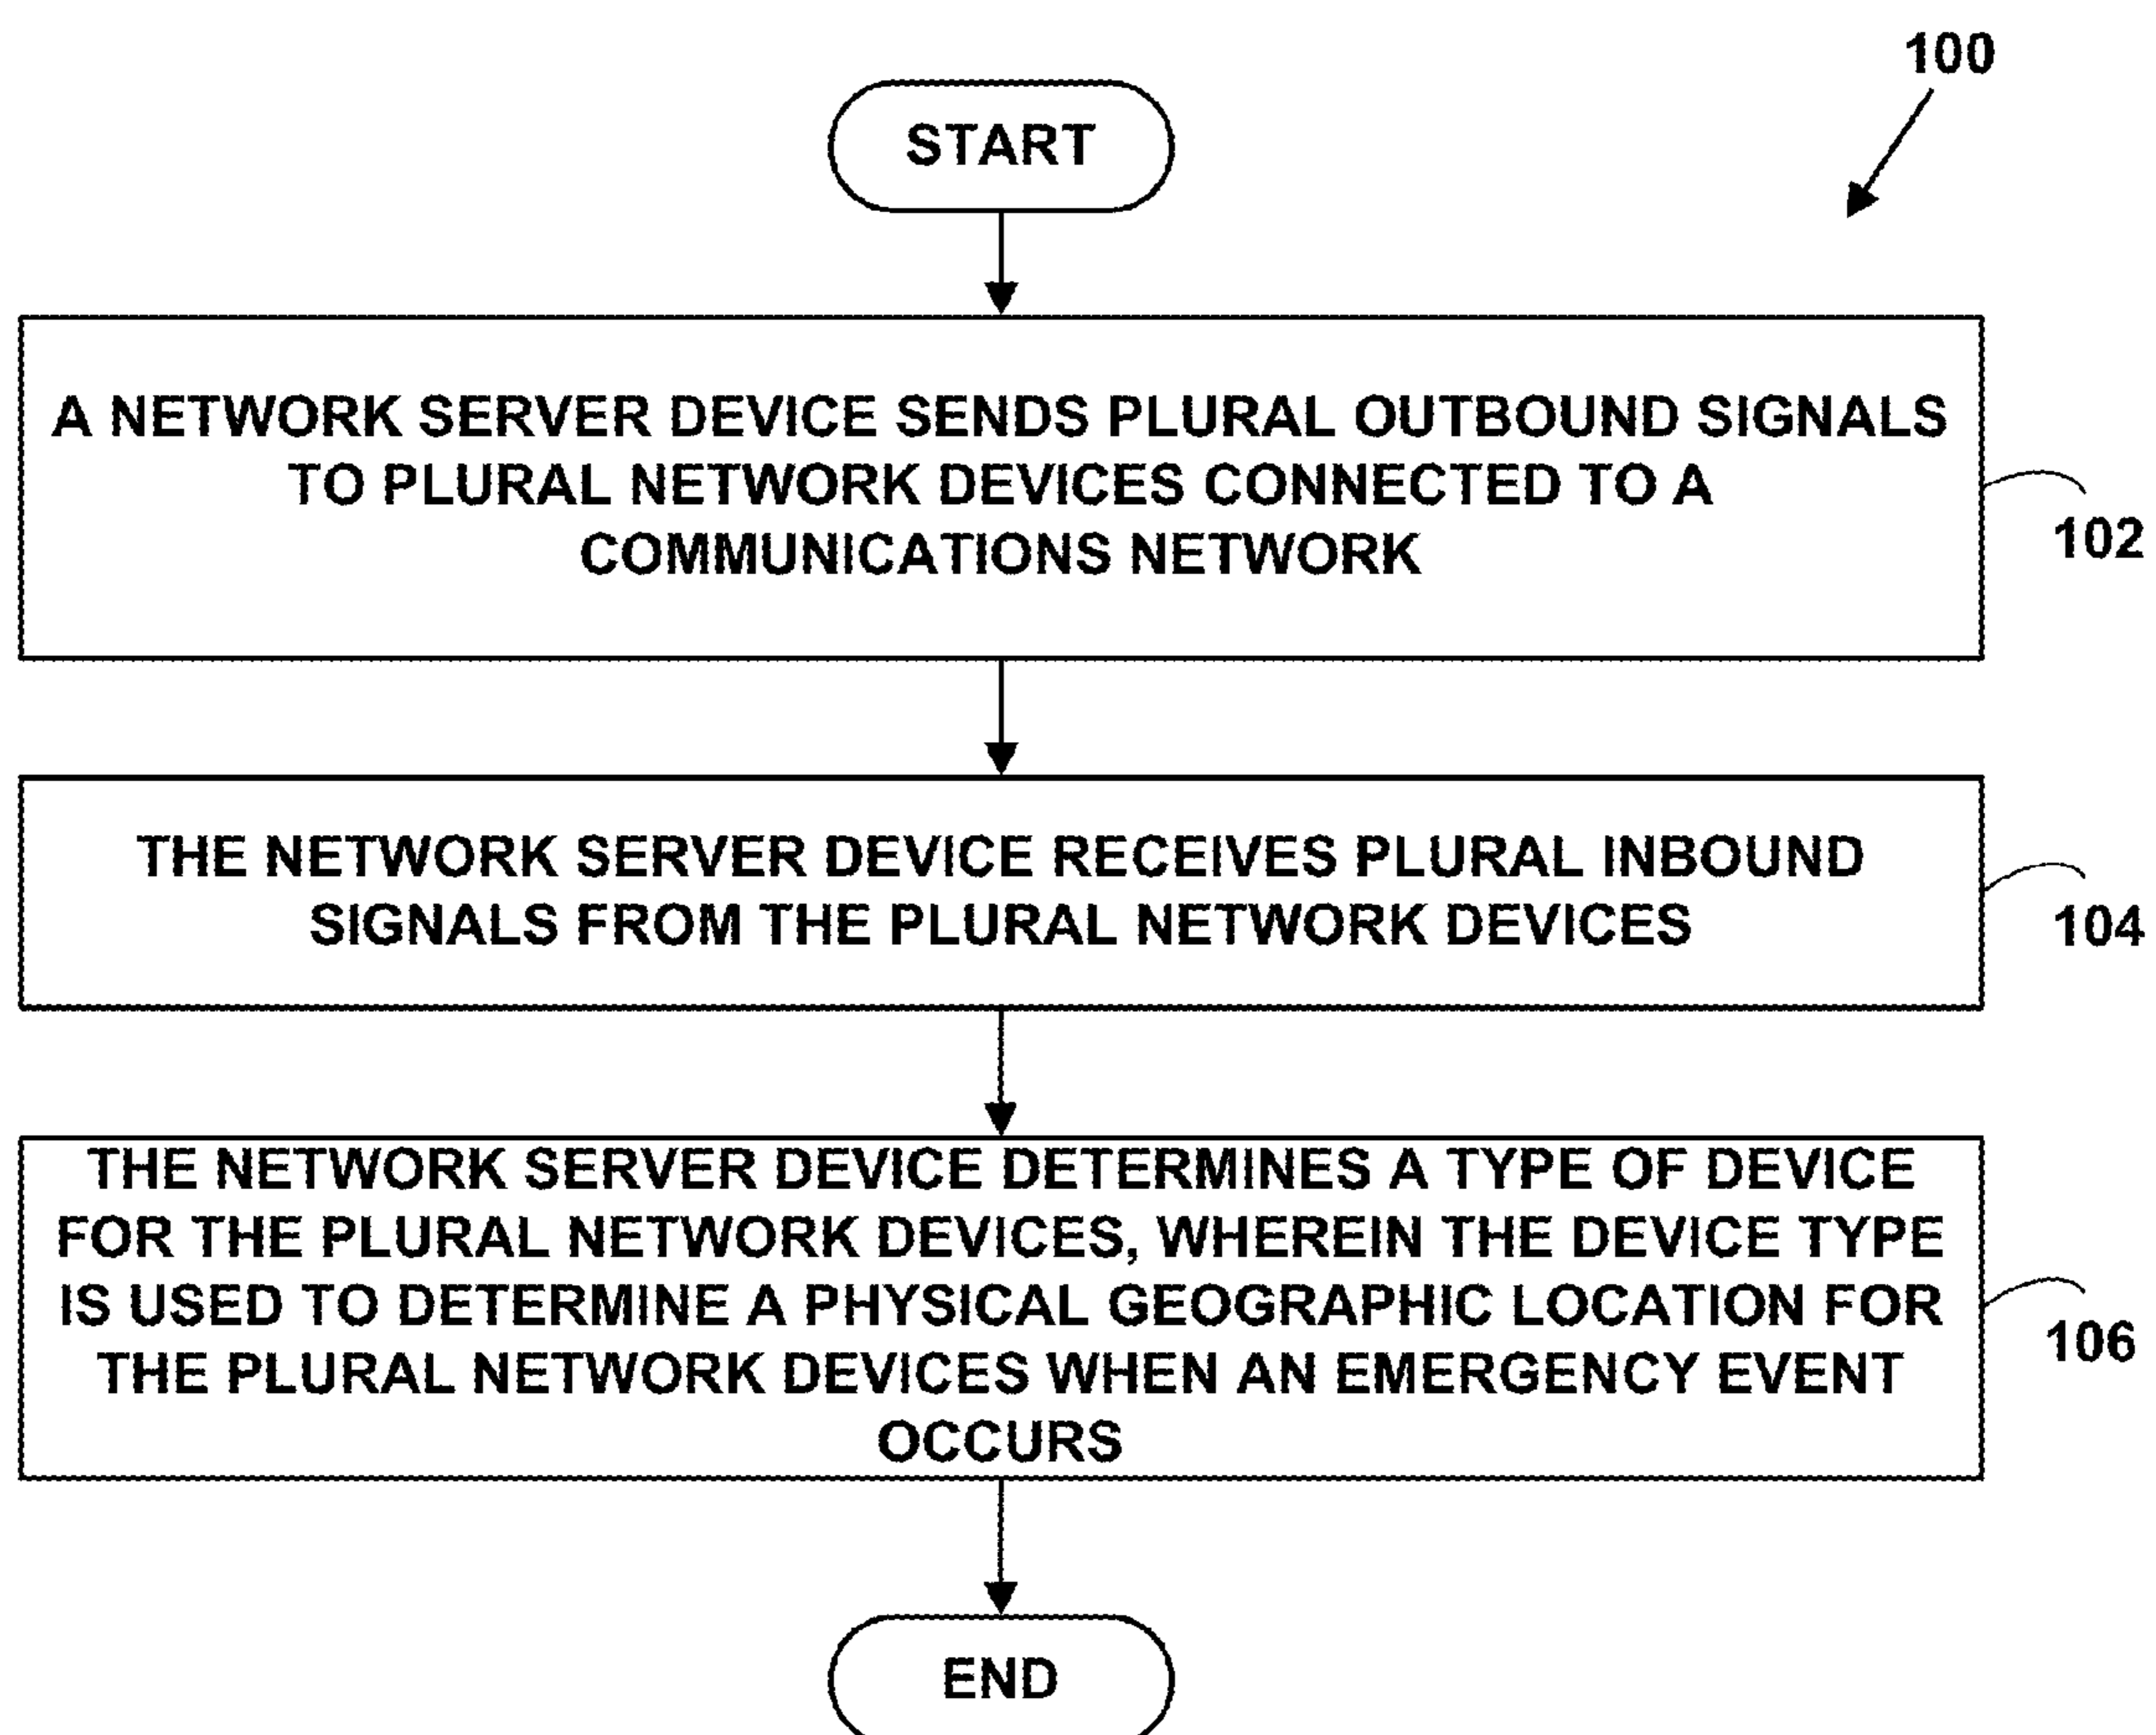 100
START
A NETWORK SERVER DEVICE SENDS PLURAL OUTBOUND SIGNALS
TO PLURAL NETWORK DEVICES CONNECTED TO A
COMMUNICATIONS NETWORK
102
THE NETWORK SERVER DEVICE RECEIVES PLURAL INBOUND
SIGNALS FROM THE PLURAL NETWORK DEVICES
104
THE NETWORK SERVER DEVICE DETERMINES A TYPE OF DEVICE
FOR THE PLURAL NETWORK DEVICES, WHEREIN THE DEVICE TYPE
IS USED TO DETERMINE A PHYSICAL GEOGRAPHIC LOCATION FOR
THE PLURAL NETWORK DEVICES WHEN AN EMERGENCY EVENT
OCCURS
106
END